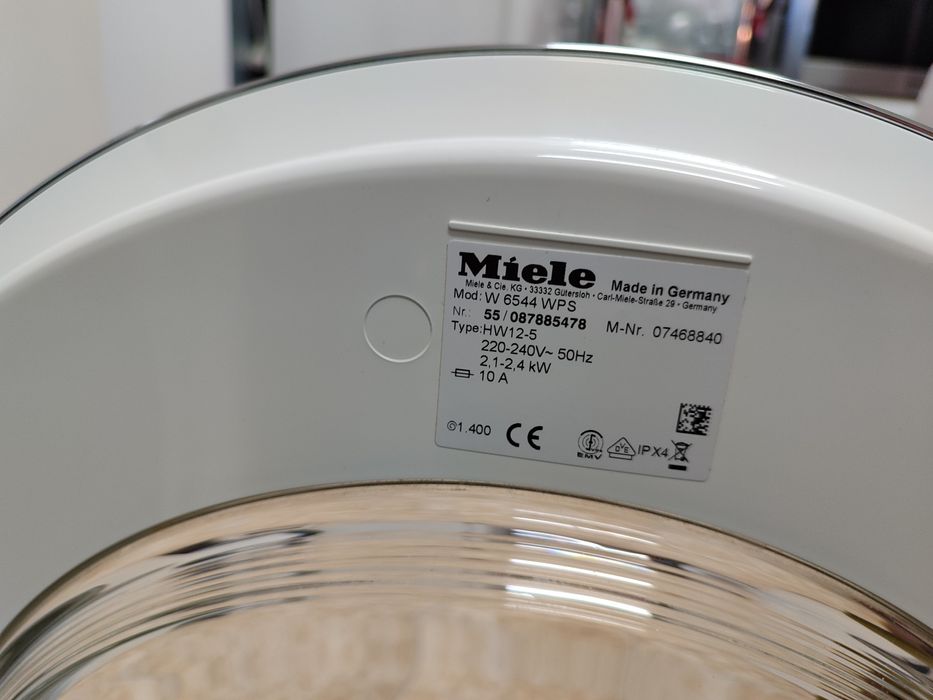 Miele Made in Germany
Miele & Cie. KG · 33332 Gütersloh · Carl-Miele-Straße 29 · Germany
Mod: W 6544 WPS
Nr.: 55 / 087885478 M-Nr. 07468840
Type: HW12-5
220-240V~ 50Hz
2,1-2,4 kW
10 A
1.400 CE EMV OVE IPX4